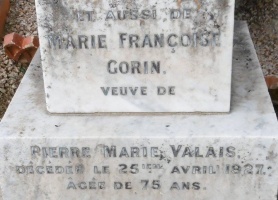 ET AUSSI DE
MARIE FRANÇOISE
GORIN.
VEUVE DE
PIERRE MARIE VALAIS.
DÉCÉDÉE LE 25IÈME AVRIL 1927.
AGÉE DE 75 ANS.